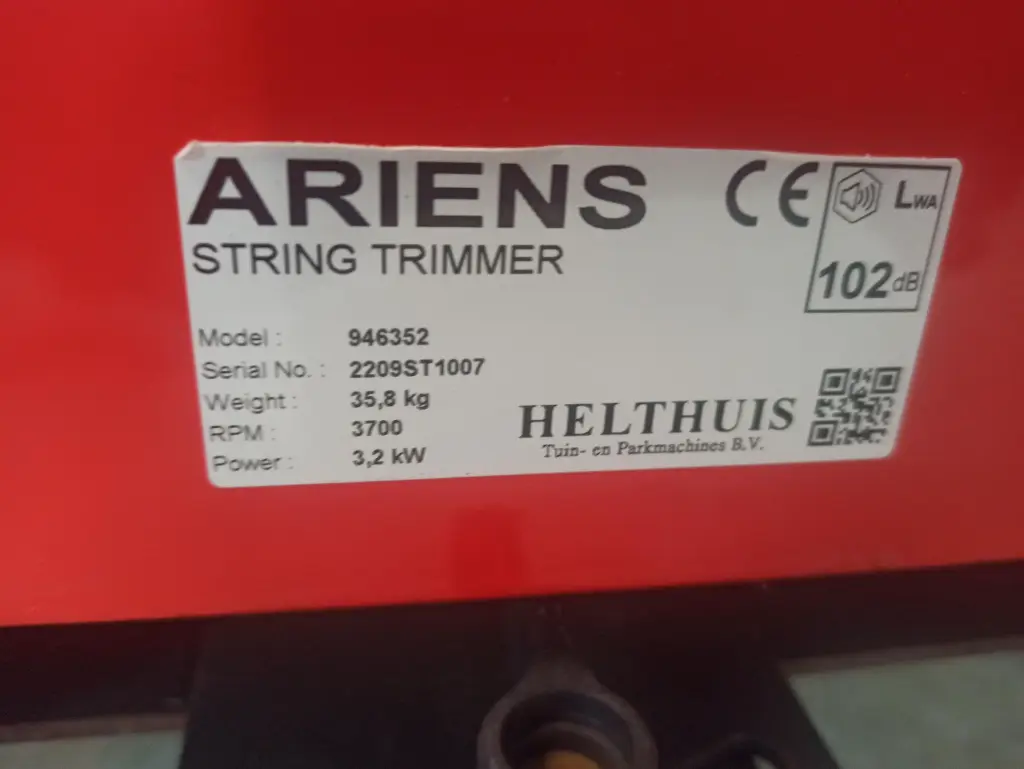 ARIENS
STRING TRIMMER
CE
LWA
102dB
Model : 946352
Serial No. : 2209ST1007
Weight : 35,8 kg
RPM : 3700
Power : 3,2 kW
HELTHUIS
Tuin- en Parkmachines B.V.